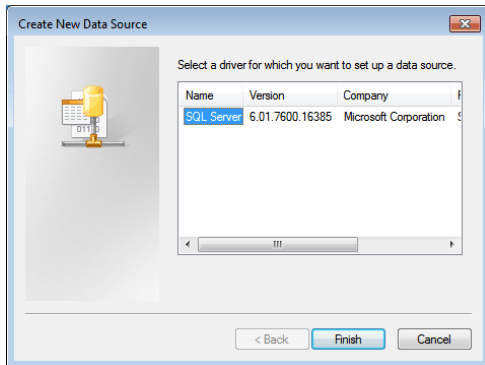 Create New Data Source
Select a driver for which you want to set up a data source.
Name Version Company
SQL Server 6.01.7600.16385 Microsoft Corporation
< Back Finish Cancel